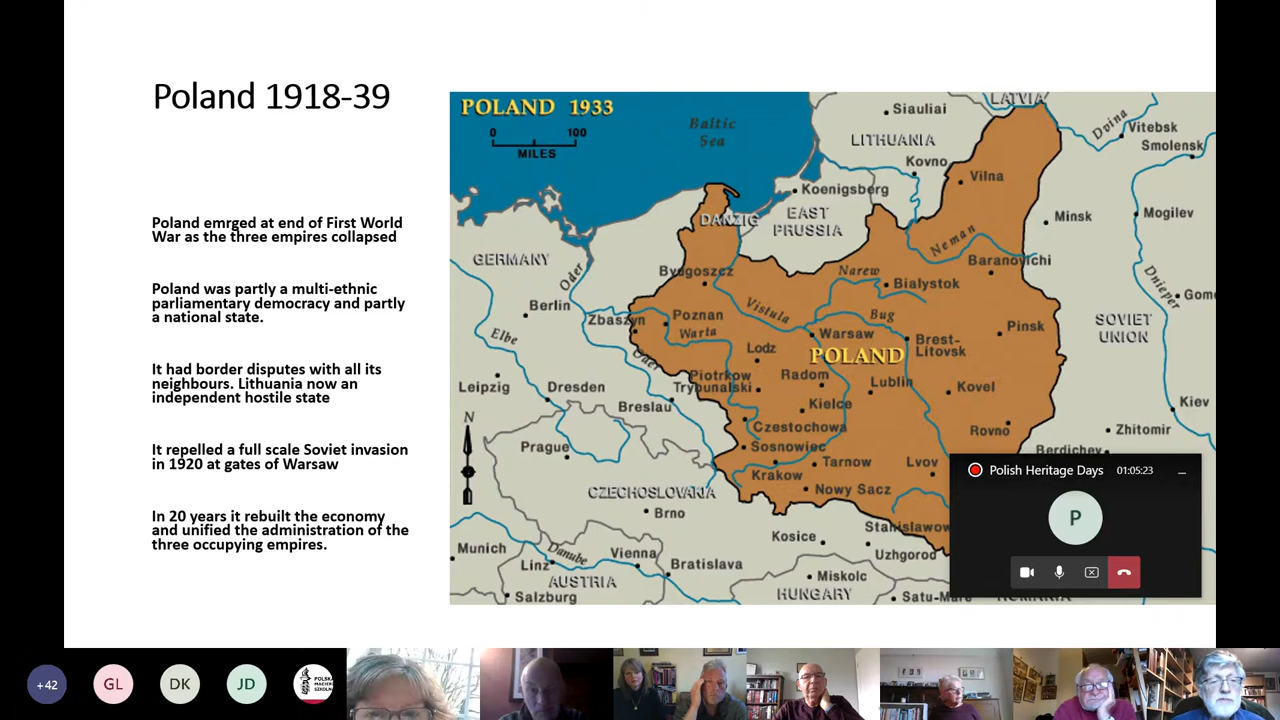 Poland 1918-39
Poland emrged at end of First World
War as the three empires collapsed
Poland was partly a multi-ethnic
parliamentary democracy and partly
a national state.
It had border disputes with all its
neighbours. Lithuania now an
independent hostile state
It repelled a full scale Soviet invasion
in 1920 at gates of Warsaw
In 20 years it rebuilt the economy
and unified the administration of the
three occupying empires.
POLAND 1933
0 100
MILES
Baltic
Sea
LATVIA
Siauliai
LITHUANIA
Kovno
Dvina
Vitebsk
Smolensk
Vilna
Koenigsberg
EAST
PRUSSIA
DANZIG
Minsk
Mogilev
Neman
Baranovichi
GERMANY
Oder
Bydgoszcz
Narew
Bialystok
Dnieper
Berlin
Zbaszyn
Poznan
Warta
Vistula
Bug
Warsaw
Brest-
Litovsk
Pinsk
SOVIET
UNION
Elbe
Oder
Lodz
POLAND
Leipzig
Dresden
Breslau
Piotrkow
Trybunalski
Radom
Lublin
Kovel
Kielce
Kiev
N
Czestochowa
Rovno
Zhitomir
Prague
Sosnowiec
Berdichev
Krakow
Tarnow
Lvov
CZECHOSLOVAKIA
Nowy Sacz
Brno
Stanislawow
Kosice
Uzhgorod
Munich
Linz
Danube
Vienna
Bratislava
AUSTRIA
Miskolc
HUNGARY
Salzburg
Satu-Mare
Polish Heritage Days 01:05:23
P
+42
GL
DK
JD
POLSKA
MACIERZ
SZKOLNA